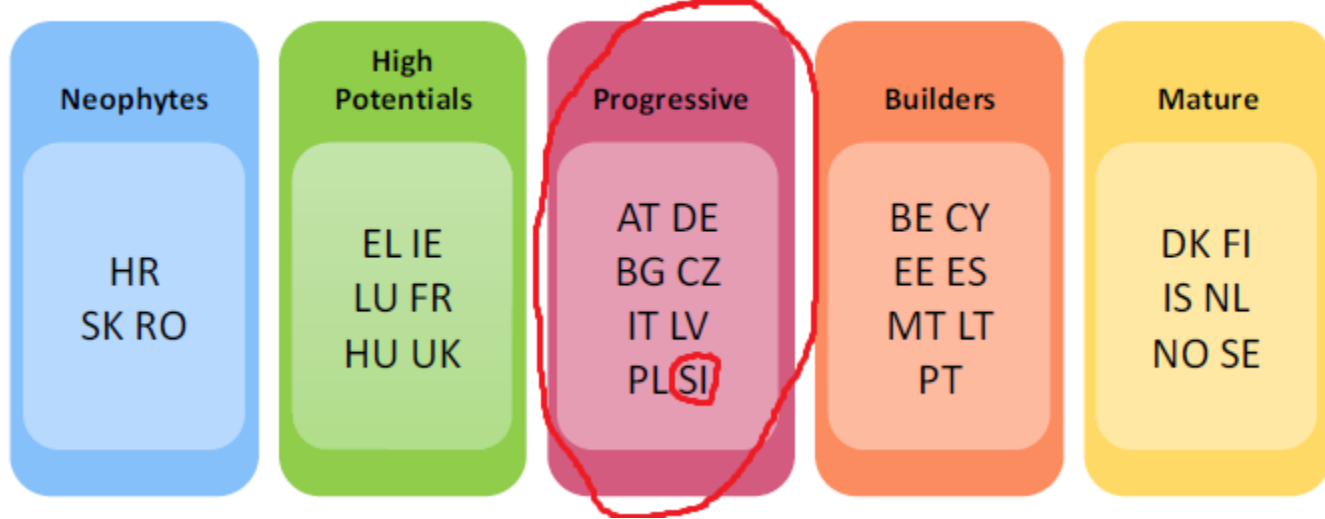 Neophytes
HR
SK RO
High
Potentials
EL IE
LU FR
HU UK
Progressive
AT DE
BG CZ
IT LV
PL SI
Builders
BE CY
EE ES
MT LT
PT
Mature
DK FI
IS NL
NO SE